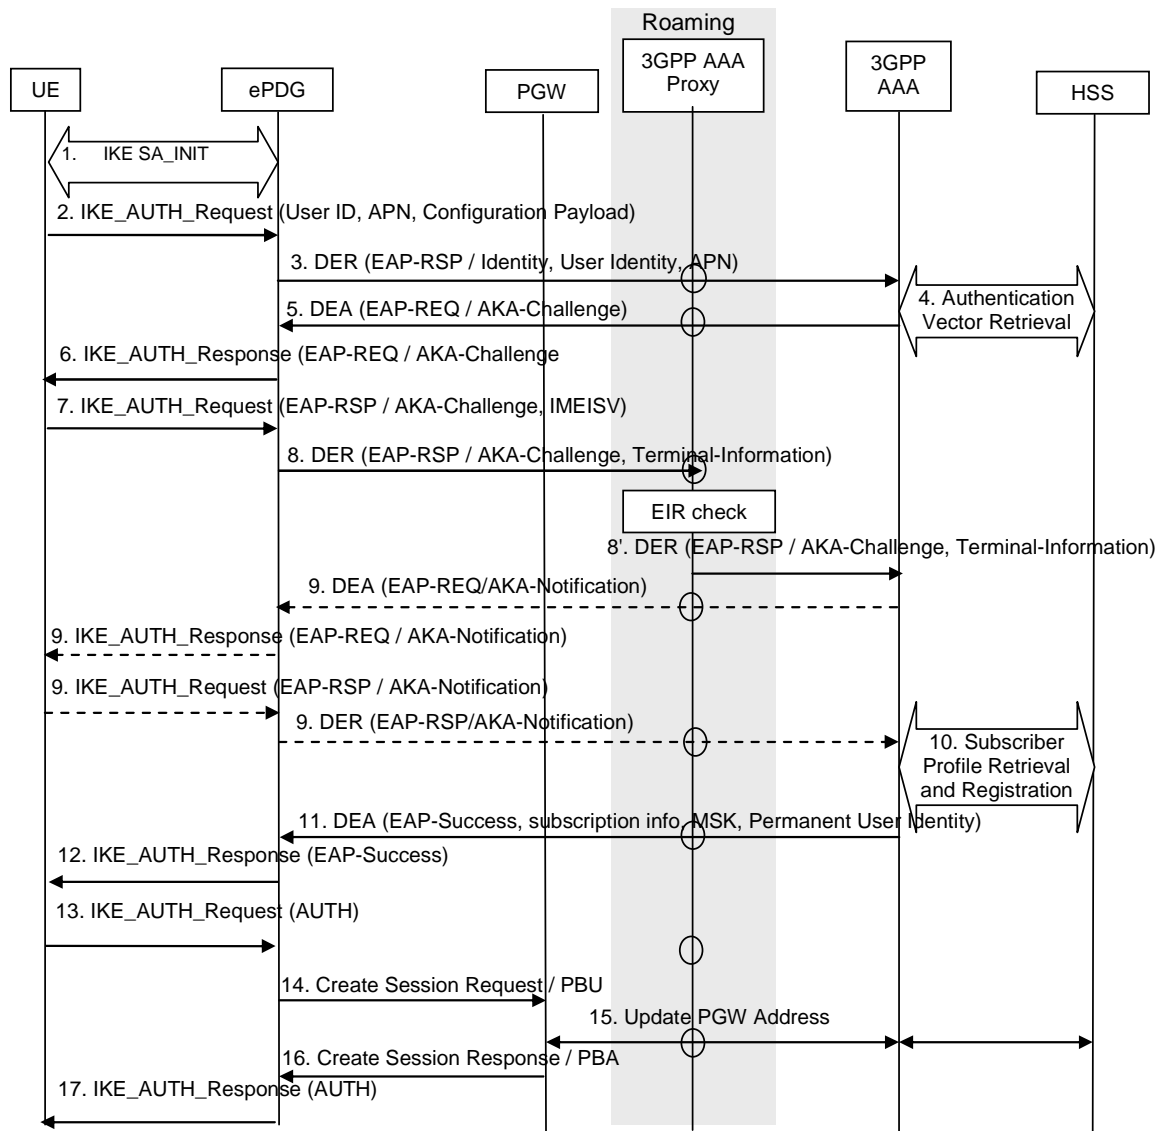 Roaming
UE
ePDG
PGW
3GPP AAA
Proxy
3GPP
AAA
HSS
1. IKE SA_INIT
2. IKE_AUTH_Request (User ID, APN, Configuration Payload)
3. DER (EAP-RSP / Identity, User Identity, APN)
4. Authentication
Vector Retrieval
5. DEA (EAP-REQ / AKA-Challenge)
6. IKE_AUTH_Response (EAP-REQ / AKA-Challenge
7. IKE_AUTH_Request (EAP-RSP / AKA-Challenge, IMEISV)
8. DER (EAP-RSP / AKA-Challenge, Terminal-Information)
EIR check
8'. DER (EAP-RSP / AKA-Challenge, Terminal-Information)
9. DEA (EAP-REQ/AKA-Notification)
9. IKE_AUTH_Response (EAP-REQ / AKA-Notification)
9. IKE_AUTH_Request (EAP-RSP / AKA-Notification)
9. DER (EAP-RSP/AKA-Notification)
10. Subscriber
Profile Retrieval
and Registration
11. DEA (EAP-Success, subscription info, MSK, Permanent User Identity)
12. IKE_AUTH_Response (EAP-Success)
13. IKE_AUTH_Request (AUTH)
14. Create Session Request / PBU
15. Update PGW Address
16. Create Session Response / PBA
17. IKE_AUTH_Response (AUTH)